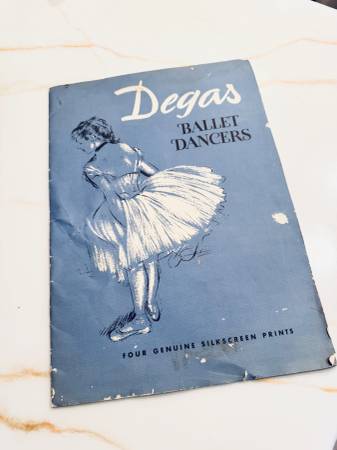 Degas
BALLET
DANCERS
FOUR GENUINE SILKSCREEN PRINTS